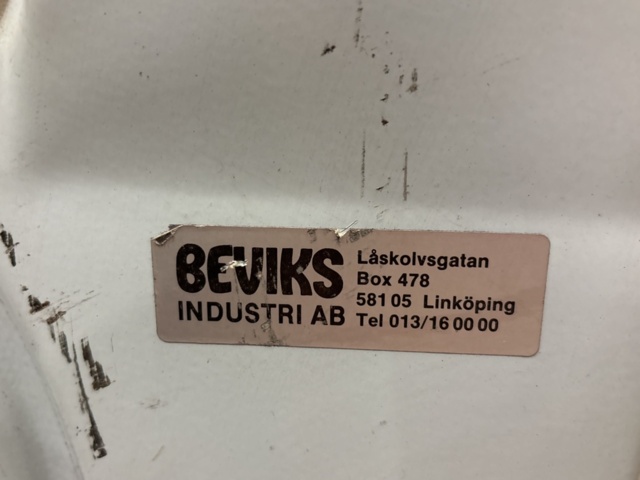 BEVIKS
INDUSTRI AB
Låskolvsgatan
Box 478
581 05 Linköping
Tel 013/16 00 00